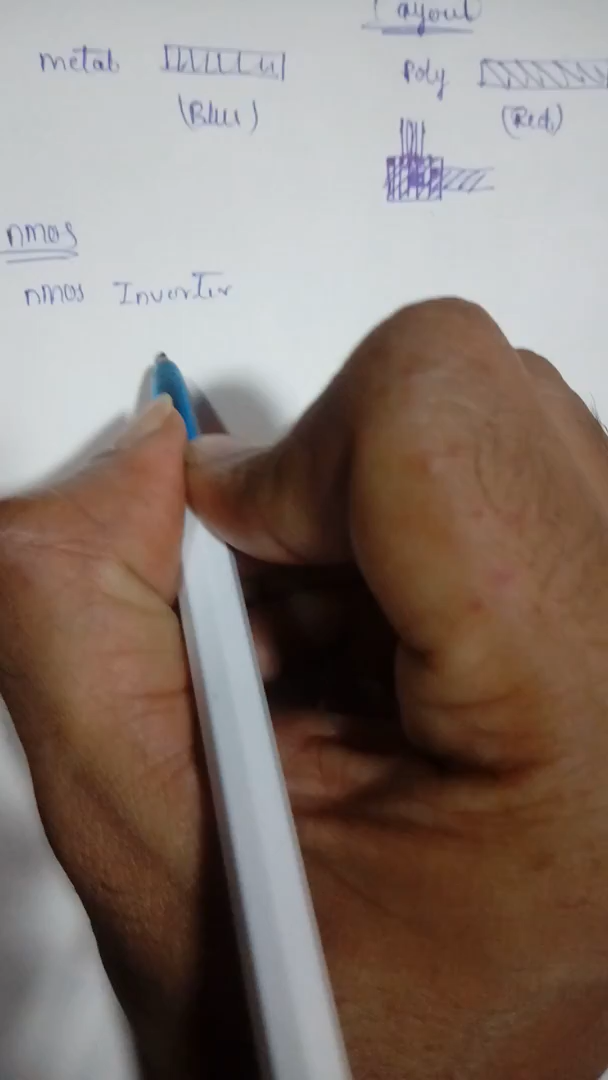 Layout
metal Poly
(Blue) (Red)
nmos
nmos Inverter